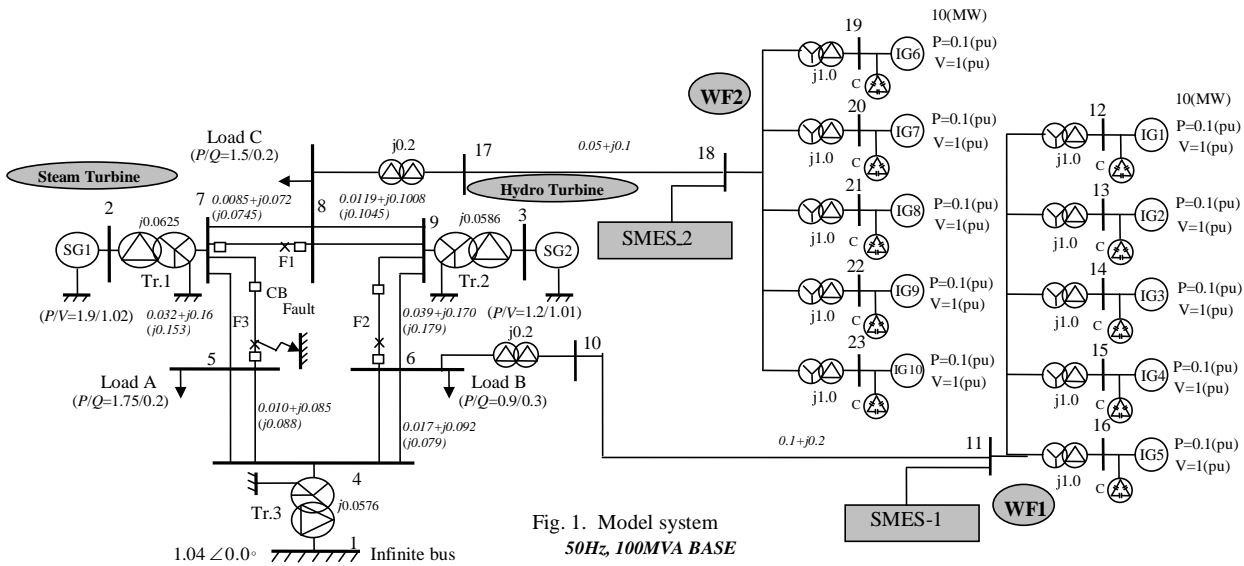 19
10(MW)
P=0.1(pu)
V=1(pu)
IG6
j1.0
C
WF2
20
P=0.1(pu)
V=1(pu)
IG7
j1.0
C
21
P=0.1(pu)
V=1(pu)
IG8
j1.0
C
22
P=0.1(pu)
V=1(pu)
IG9
j1.0
C
23
P=0.1(pu)
V=1(pu)
IG10
j1.0
C
12
10(MW)
P=0.1(pu)
V=1(pu)
IG1
j1.0
C
13
P=0.1(pu)
V=1(pu)
IG2
j1.0
C
14
P=0.1(pu)
V=1(pu)
IG3
j1.0
C
15
P=0.1(pu)
V=1(pu)
IG4
j1.0
C
16
P=0.1(pu)
V=1(pu)
IG5
j1.0
C
Load C
(P/Q=1.5/0.2)
j0.2
17
0.05+j0.1
18
Steam Turbine
Hydro Turbine
SMES_2
7
0.0085+j0.072
(j0.0745)
8
0.0119+j0.1008
(j0.1045)
9
2
j0.0625
j0.0586
3
SG1
Tr.1
F1
Tr.2
SG2
CB
(P/V=1.9/1.02)
0.032+j0.16
(j0.153)
F3
Fault
F2
0.039+j0.170
(j0.179)
(P/V=1.2/1.01)
j0.2
10
5
6
Load A
(P/Q=1.75/0.2)
Load B
(P/Q=0.9/0.3)
0.010+j0.085
(j0.088)
0.017+j0.092
(j0.079)
0.1+j0.2
11
4
Tr.3
j0.0576
SMES-1
WF1
1
1.04 ∠0.0°
Infinite bus
Fig. 1. Model system
50Hz, 100MVA BASE